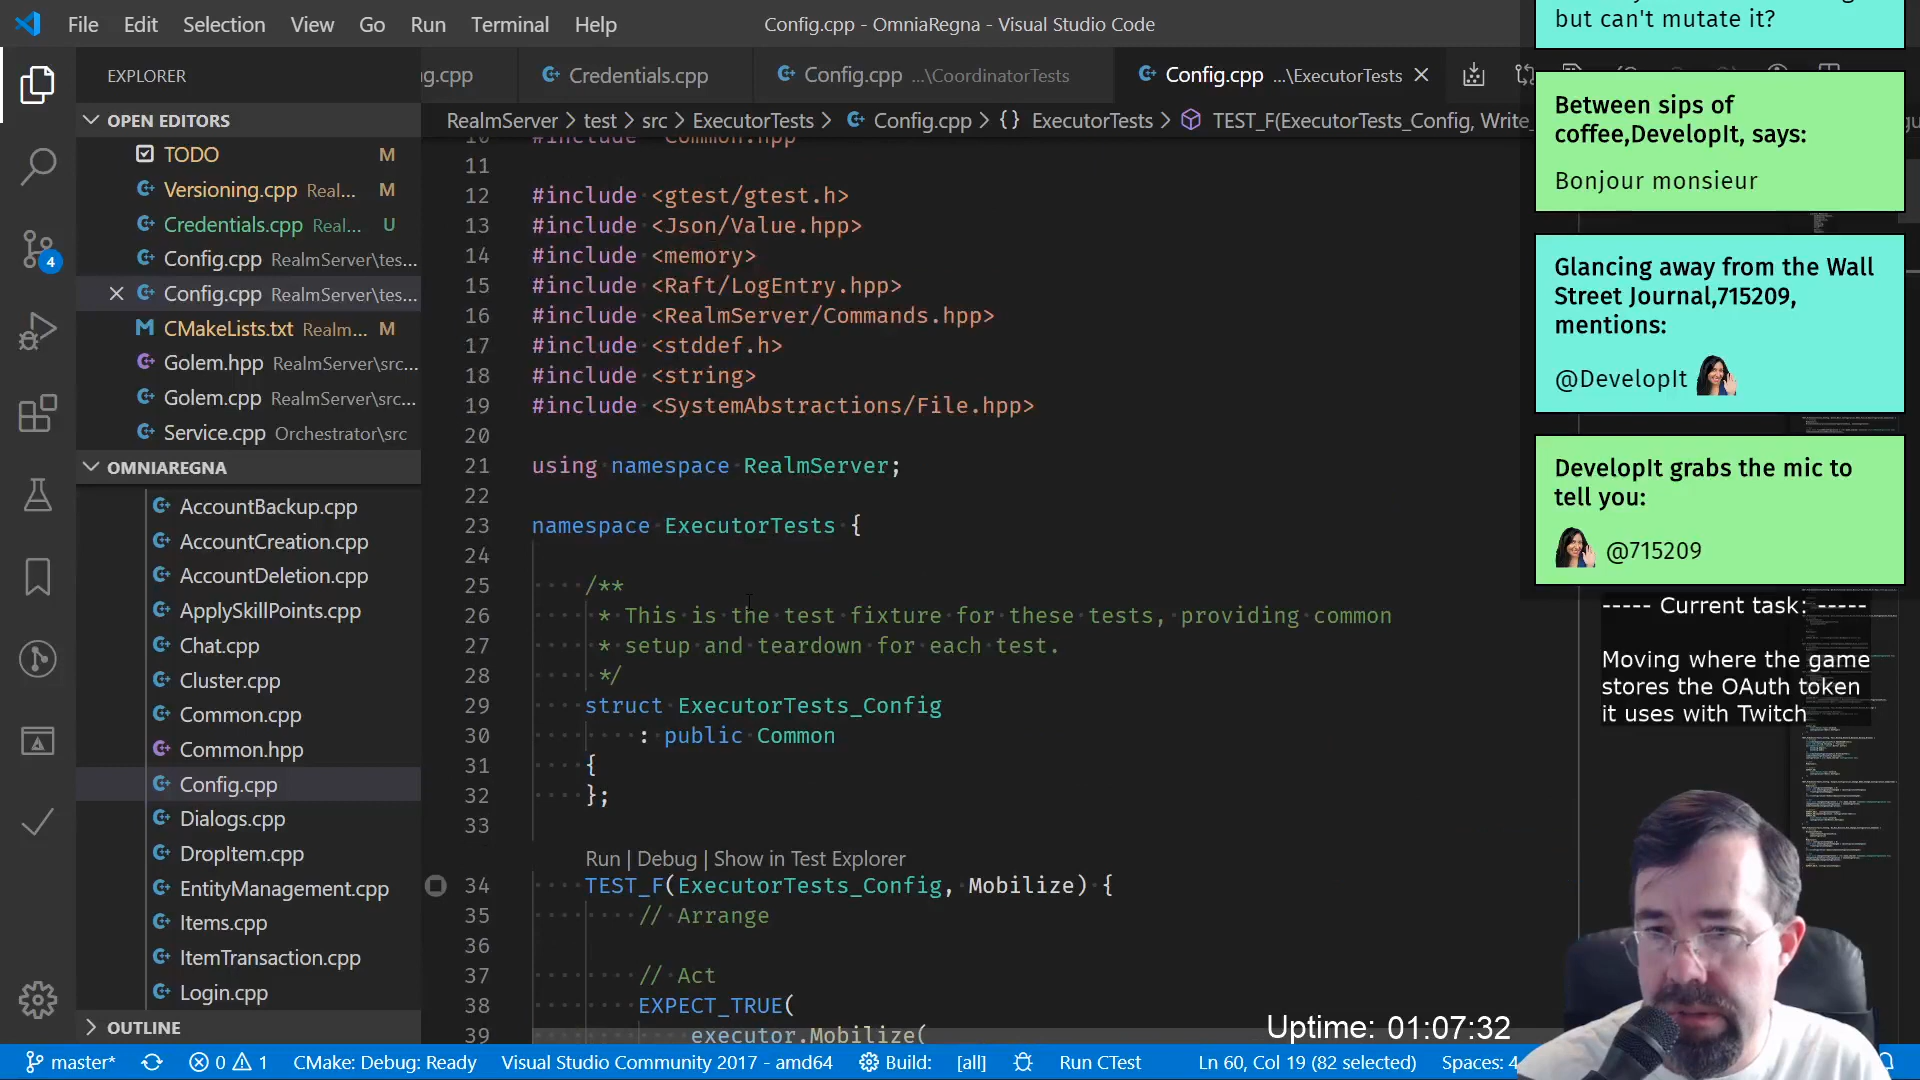 File Edit Selection View Go Run Terminal Help
Config.cpp - OmniaRegna - Visual Studio Code
but can't mutate it?
EXPLORER
ng.cpp
Credentials.cpp
Config.cpp ...\CoordinatorTests
Config.cpp ...\ExecutorTests
RealmServer > test > src > ExecutorTests > Config.cpp > {} ExecutorTests > TEST_F(ExecutorTests_Config, Write_
OPEN EDITORS
TODO M
Versioning.cpp Real... M
Credentials.cpp Real... U
Config.cpp RealmServer\tes...
Config.cpp RealmServer\tes...
CMakeLists.txt Realm... M
Golem.hpp RealmServer\src...
Golem.cpp RealmServer\src...
Service.cpp Orchestrator\src
4
OMNIAREGNA
AccountBackup.cpp
AccountCreation.cpp
AccountDeletion.cpp
ApplySkillPoints.cpp
Chat.cpp
Cluster.cpp
Common.cpp
Common.hpp
Config.cpp
Dialogs.cpp
DropItem.cpp
EntityManagement.cpp
Items.cpp
ItemTransaction.cpp
Login.cpp
OUTLINE
10 #include "Common.hpp"
11
12 #include <gtest/gtest.h>
13 #include <Json/Value.hpp>
14 #include <memory>
15 #include <Raft/LogEntry.hpp>
16 #include <RealmServer/Commands.hpp>
17 #include <stddef.h>
18 #include <string>
19 #include <SystemAbstractions/File.hpp>
20
21 using namespace RealmServer;
22
23 namespace ExecutorTests {
24
25 /**
26 * This is the test fixture for these tests, providing common
27 * setup and teardown for each test.
28 */
29 struct ExecutorTests_Config
30 : public Common
31 {
32 };
33
Run | Debug | Show in Test Explorer
34 TEST_F(ExecutorTests_Config, Mobilize) {
35 // Arrange
36
37 // Act
38 EXPECT_TRUE(
39 executor.Mobilize(
Between sips of
coffee,DevelopIt, says:
Bonjour monsieur
Glancing away from the Wall
Street Journal,715209,
mentions:
@DevelopIt
DevelopIt grabs the mic to
tell you:
@715209
----- Current task: -----
Moving where the game
stores the OAuth token
it uses with Twitch
Uptime: 01:07:32
master* 0 1 CMake: Debug: Ready Visual Studio Community 2017 - amd64 Build: [all] Run CTest Ln 60, Col 19 (82 selected) Spaces: 4